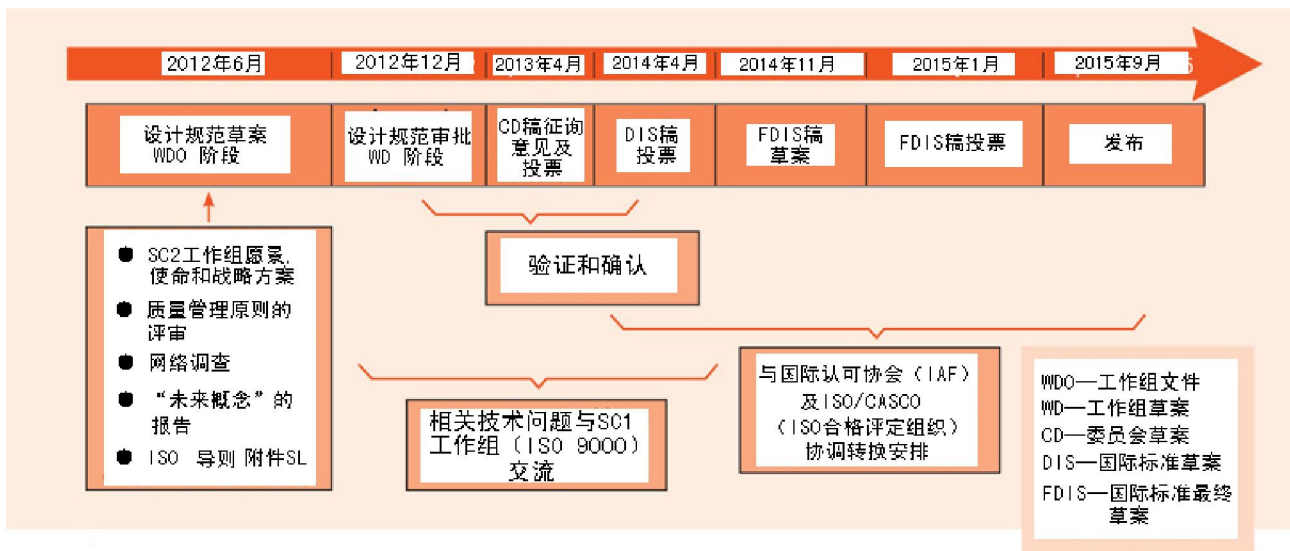 2012年6月
2012年12月
2013年4月
2014年4月
2014年11月
2015年1月
2015年9月
设计规范草案
WDO 阶段
设计规范审批
WD 阶段
CD稿征询
意见及
投票
DIS稿
投票
FDIS稿
草案
FDIS稿投票
发布
● SC2工作组愿景,
使命和战略方案
● 质量管理原则的
评审
● 网络调查
● “未来概念”的
报告
● ISO 导则 附件SL
验证和确认
相关技术问题与SC1
工作组（ISO 9000）
交流
与国际认可协会（IAF）
及ISO/CASCO
（ISO合格评定组织）
协调转换安排
WDO—工作组文件
WD—工作组草案
CD—委员会草案
DIS—国际标准草案
FDIS—国际标准最终
草案